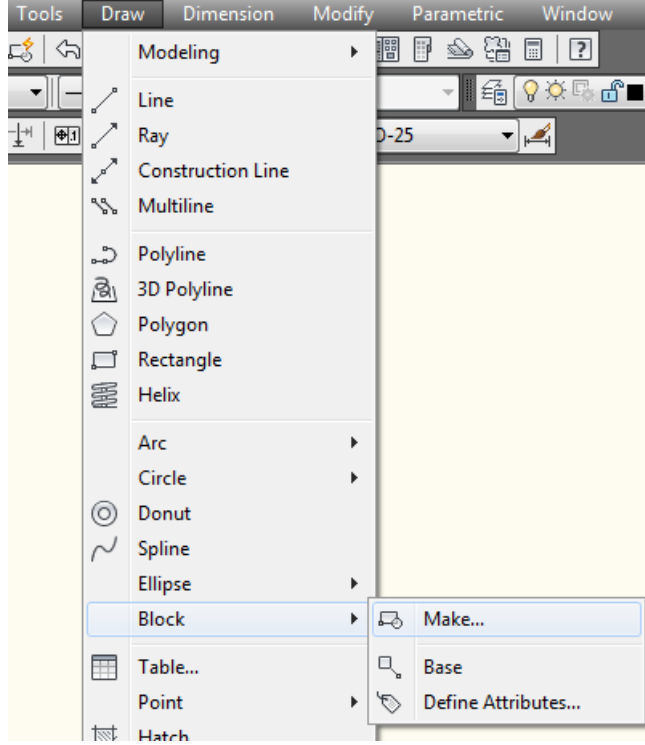 Tools Draw Dimension Modify Parametric Window
Modeling
Line
Ray
-25
Construction Line
Multiline
Polyline
3D Polyline
Polygon
Rectangle
Helix
Arc
Circle
Donut
Spline
Ellipse
Block
Make...
Table...
Base
Point
Define Attributes...
Hatch